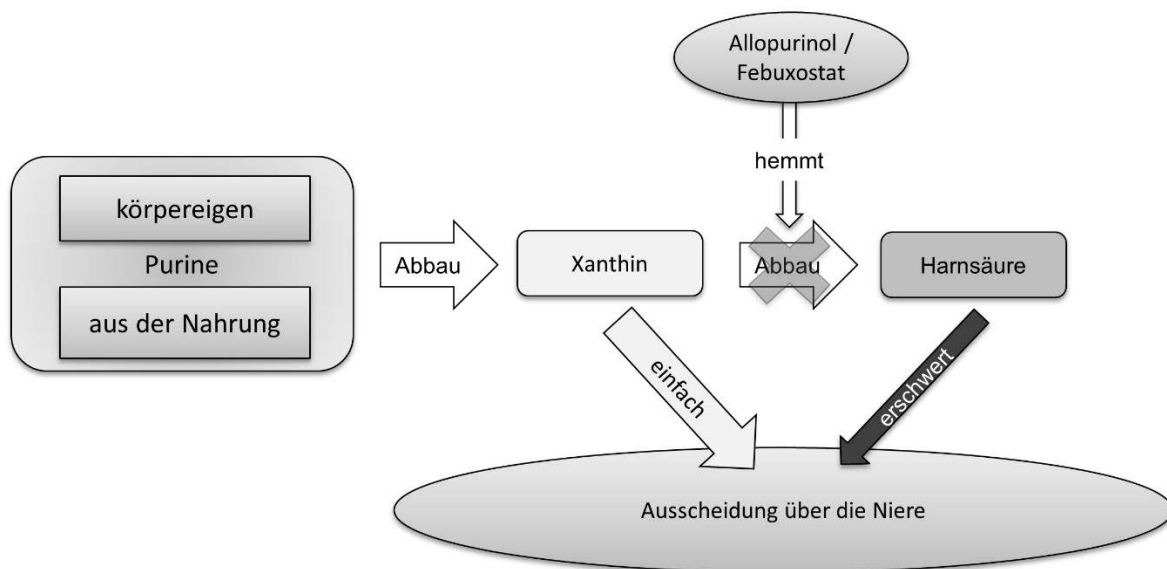 Allopurinol /
Febuxostat
hemmt
körpereigen
Purine
aus der Nahrung
Abbau
Xanthin
Abbau
Harnsäure
einfach
erschwert
Ausscheidung über die Niere